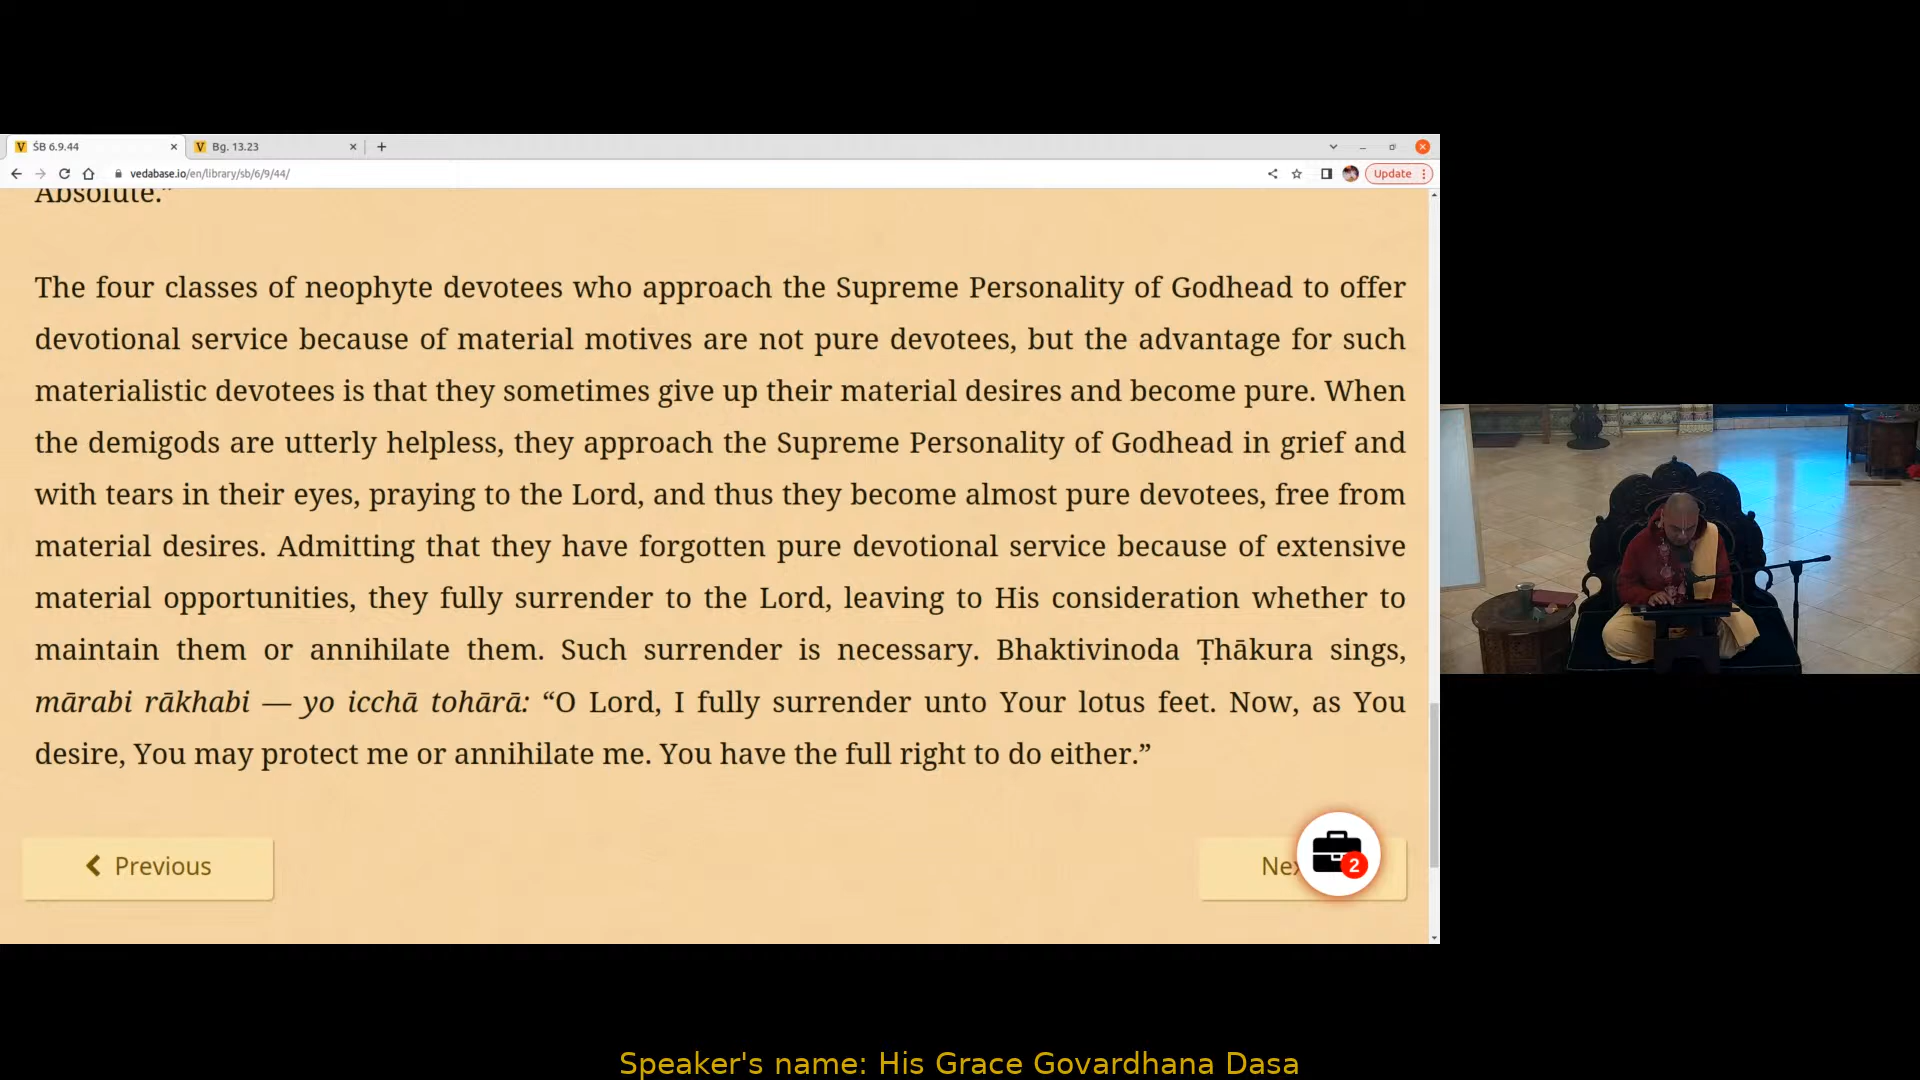 ŚB 6.9.44
Bg. 13.23
vedabase.io/en/library/sb/6/9/44/
Update
Absolute.”
The four classes of neophyte devotees who approach the Supreme Personality of Godhead to offer
devotional service because of material motives are not pure devotees, but the advantage for such
materialistic devotees is that they sometimes give up their material desires and become pure. When
the demigods are utterly helpless, they approach the Supreme Personality of Godhead in grief and
with tears in their eyes, praying to the Lord, and thus they become almost pure devotees, free from
material desires. Admitting that they have forgotten pure devotional service because of extensive
material opportunities, they fully surrender to the Lord, leaving to His consideration whether to
maintain them or annihilate them. Such surrender is necessary. Bhaktivinoda Ṭhākura sings,
mārabi rākhabi — yo icchā tohārā: “O Lord, I fully surrender unto Your lotus feet. Now, as You
desire, You may protect me or annihilate me. You have the full right to do either.”
Previous
2
Speaker's name: His Grace Govardhana Dasa